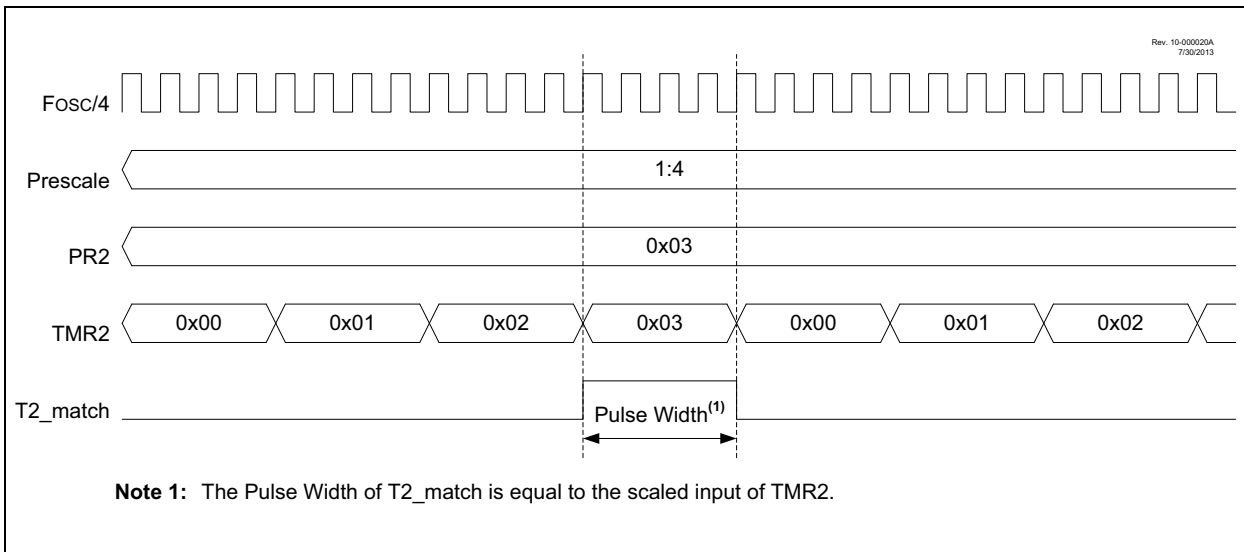 Rev. 10-000020A
7/30/2013
Fosc/4
Prescale
1:4
PR2
0x03
TMR2
0x00 0x01 0x02 0x03 0x00 0x01 0x02
T2_match
Pulse Width(1)
Note 1: The Pulse Width of T2_match is equal to the scaled input of TMR2.